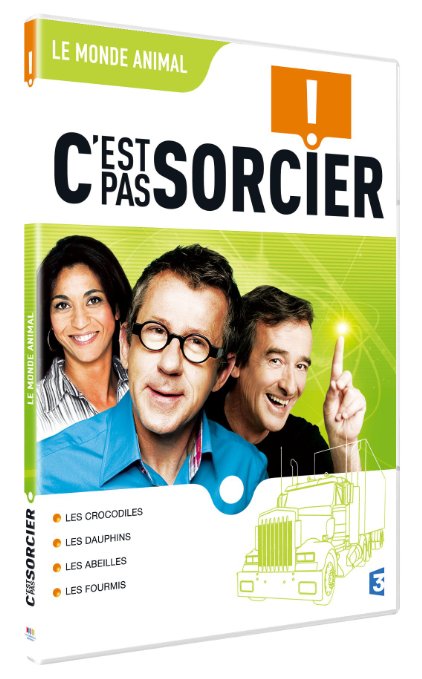 LE MONDE ANIMAL
!
C'EST
PAS SORCIER
LES CROCODILES
LES DAUPHINS
LES ABEILLES
LES FOURMIS
3
!
LE MONDE ANIMAL
C'EST
PAS SORCIER